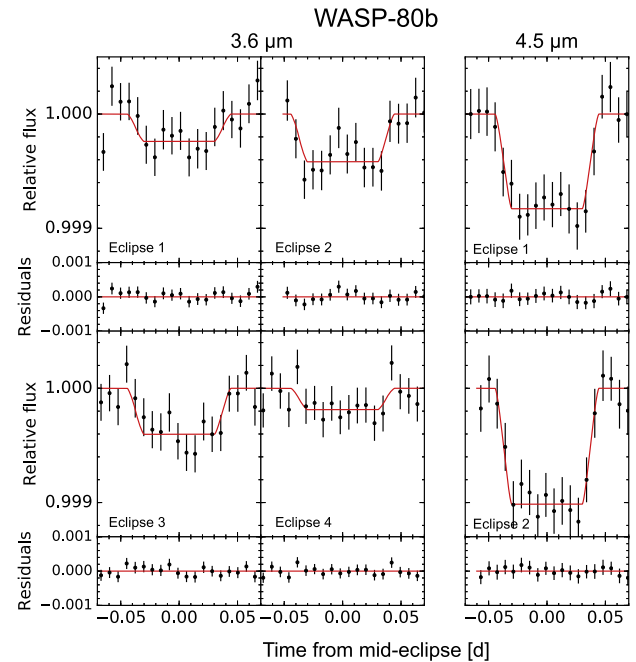 WASP-80b
3.6 μm 4.5 μm
Relative flux
1.000
0.999
Eclipse 1
Eclipse 2
Eclipse 1
Residuals
0.001
0.000
−0.001
Relative flux
1.000
0.999
Eclipse 3
Eclipse 4
Eclipse 2
Residuals
0.001
0.000
−0.001
−0.05 0.00 0.05 −0.05 0.00 0.05 −0.05 0.00 0.05
Time from mid-eclipse [d]